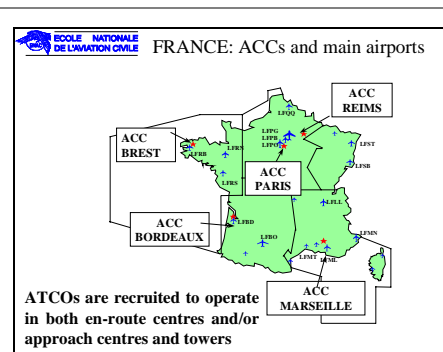 ECOLE NATIONALE
DE L'AVIATION CIVILE
FRANCE: ACCs and main airports
ACC
REIMS
LFQQ
LFPG
LFPB
LFPO
LFST
LFSB
ACC
BREST
LFRB
LFRN
LFRS
ACC
PARIS
LFLL
ACC
BORDEAUX
LFBD
LFBO
LFMN
LFMT
LFML
ACC
MARSEILLE
ATCOs are recruited to operate
in both en-route centres and/or
approach centres and towers